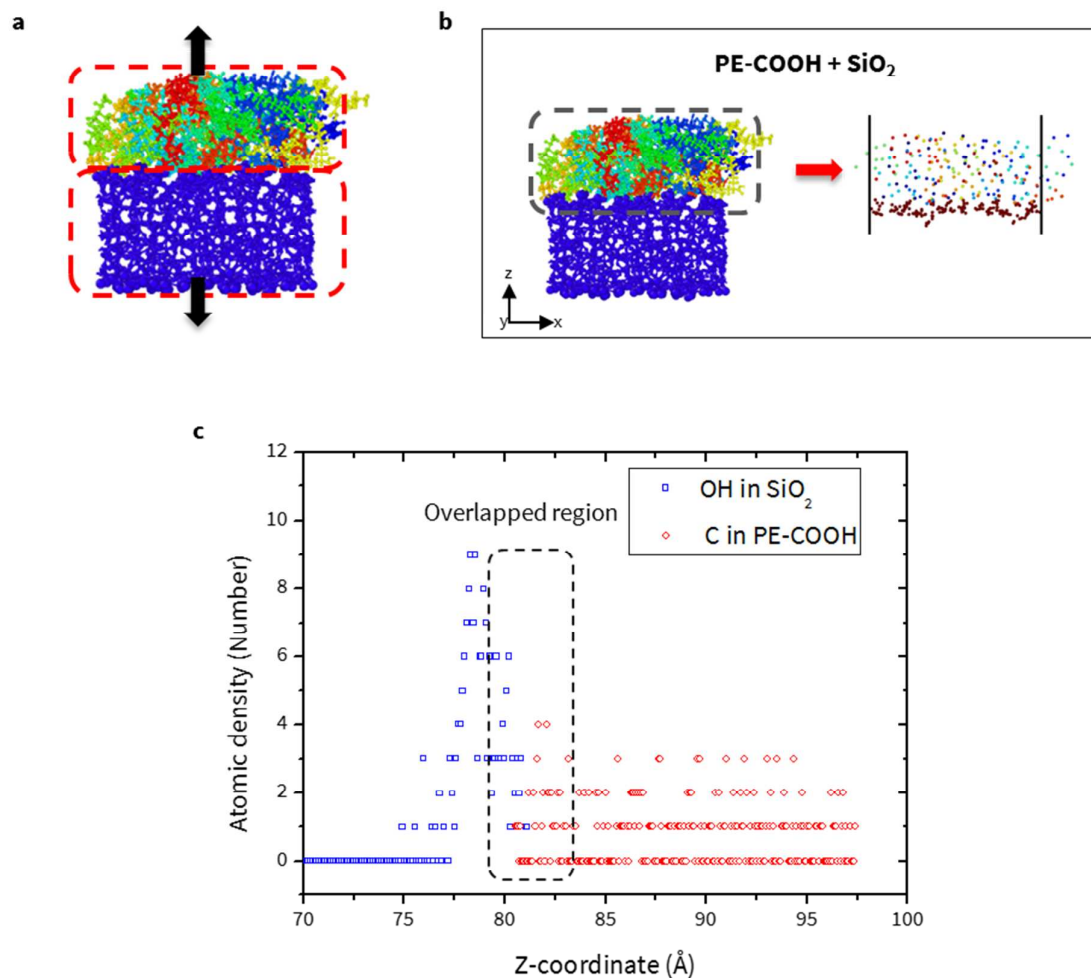 a
b
PE-COOH + SiO₂
z
y
x
c
12
10
8
6
4
2
0
Atomic density (Number)
Overlapped region
OH in SiO₂
C in PE-COOH
70 75 80 85 90 95 100
Z-coordinate (Å)